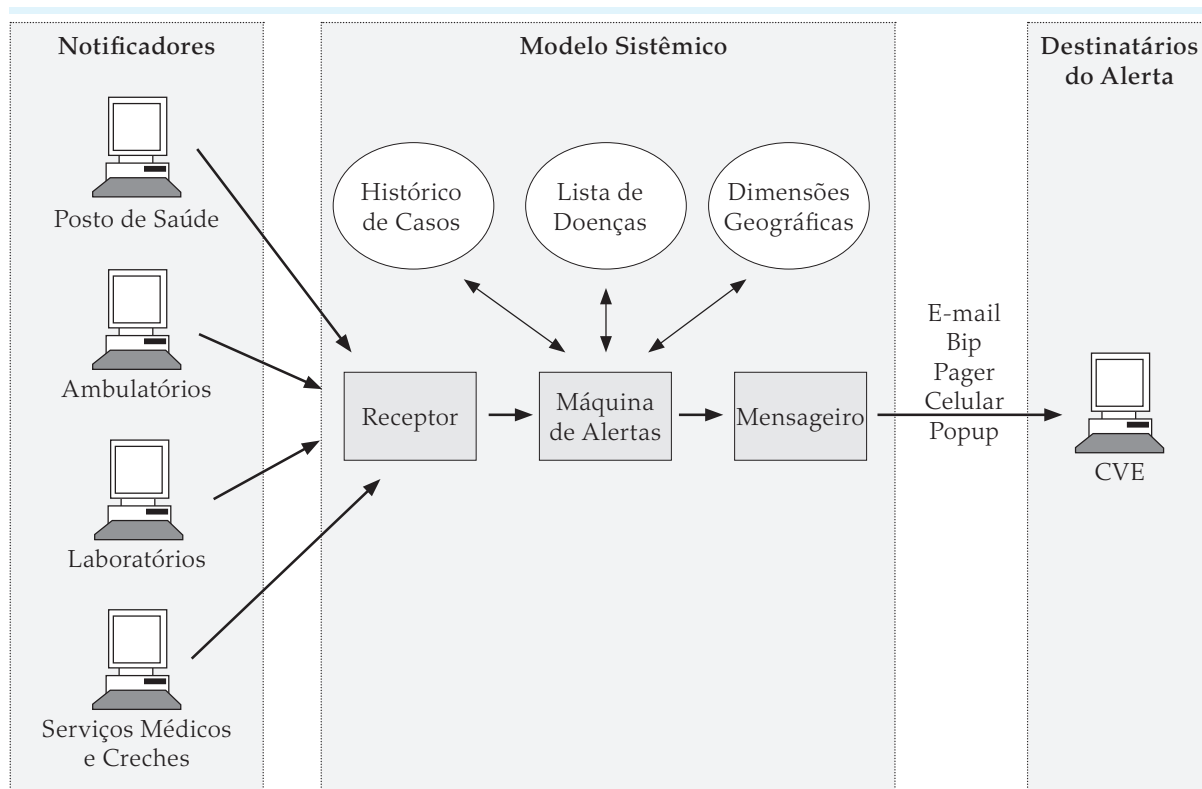 Notificadores
Posto de Saúde
Ambulatórios
Laboratórios
Serviços Médicos
e Creches
Modelo Sistêmico
Histórico
de Casos
Lista de
Doenças
Dimensões
Geográficas
Receptor
Máquina
de Alertas
Mensageiro
E-mail
Bip
Pager
Celular
Popup
Destinatários
do Alerta
CVE